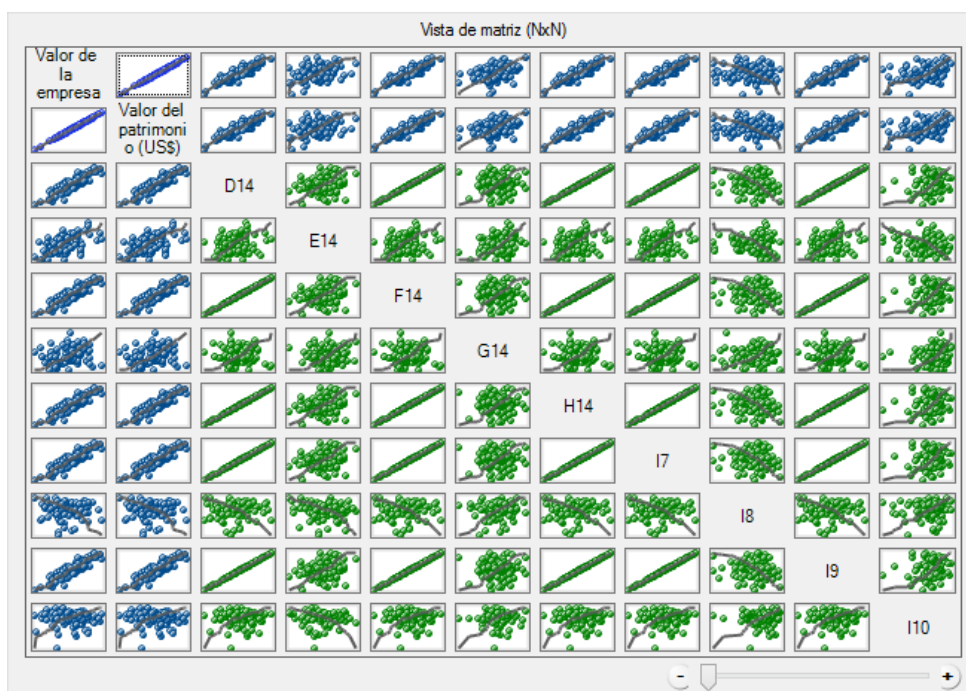 Vista de matriz (NxN)
Valor de
la
empresa
Valor del
patrimoni
o (US$)
D14
E14
F14
G14
H14
I7
I8
I9
I10
-
+